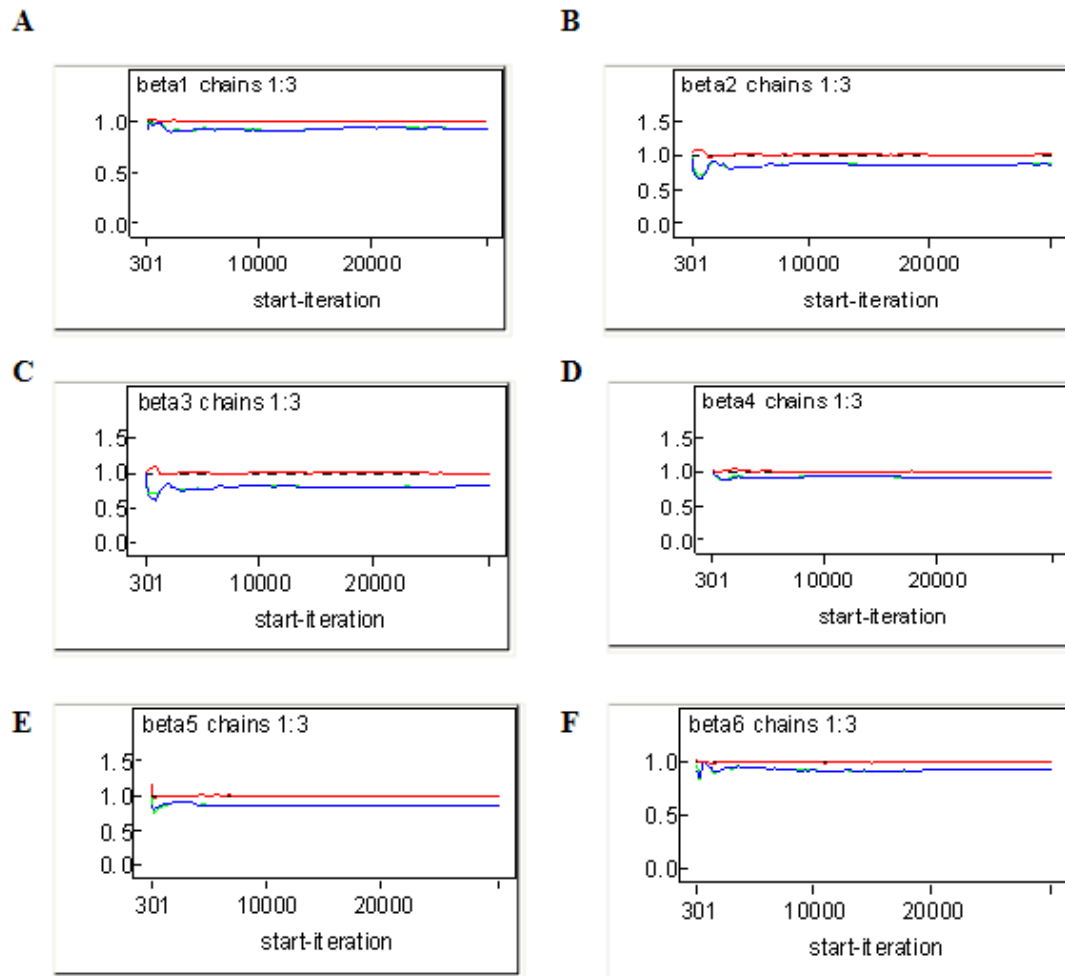 A
beta1 chains 1:3
1.0
0.5
0.0
301 10000 20000
start-iteration
B
beta2 chains 1:3
1.5
1.0
0.5
0.0
301 10000 20000
start-iteration
C
beta3 chains 1:3
1.5
1.0
0.5
0.0
301 10000 20000
start-iteration
D
beta4 chains 1:3
1.5
1.0
0.5
0.0
301 10000 20000
start-iteration
E
beta5 chains 1:3
1.5
1.0
0.5
0.0
301 10000 20000
start-iteration
F
beta6 chains 1:3
1.0
0.5
0.0
301 10000 20000
start-iteration